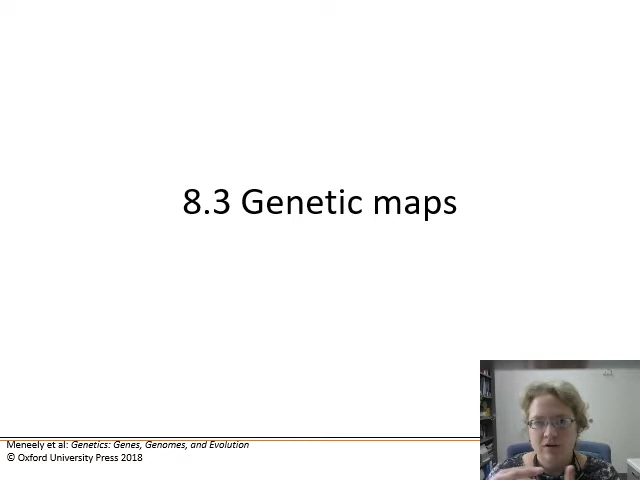 8.3 Genetic maps
Meneely et al: Genetics: Genes, Genomes, and Evolution
© Oxford University Press 2018